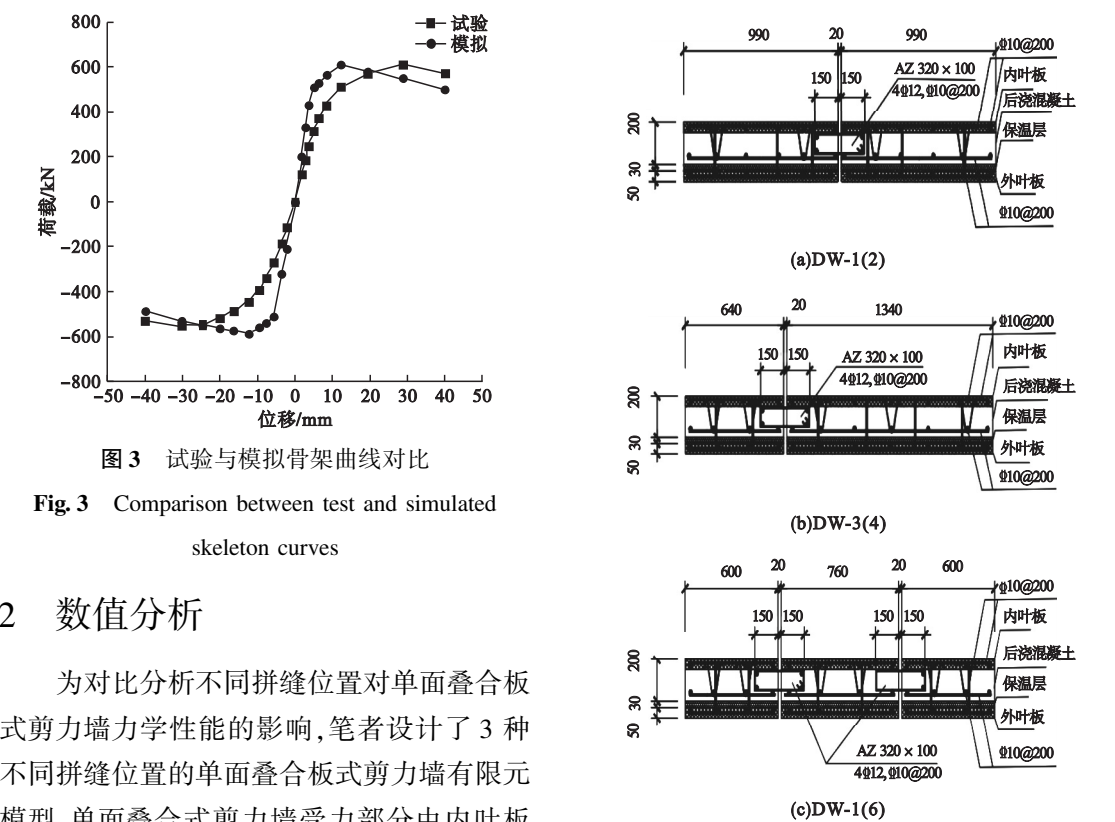 800
600
400
200
0
−200
−400
−600
−800
荷载/kN
试验
模拟
−50 −40 −30 −20 −10 0 10 20 30 40 50
位移/mm
图 3 试验与模拟骨架曲线对比
Fig. 3 Comparison between test and simulated
skeleton curves
2 数值分析
为对比分析不同拼缝位置对单面叠合板
式剪力墙力学性能的影响,笔者设计了 3 种
不同拼缝位置的单面叠合板式剪力墙有限元
模型.单面叠合式剪力墙受力部分由内叶板
990 20 990
150 150
AZ 320 × 100
4Φ12,Φ10@200
200
30
50
Φ10@200
内叶板
后浇混凝土
保温层
外叶板
Φ10@200
(a)DW-1(2)
640 20 1340
150 150
AZ 320 × 100
4Φ12,Φ10@200
200
30
50
Φ10@200
内叶板
后浇混凝土
保温层
外叶板
Φ10@200
(b)DW-3(4)
600 20 760 20 600
150 150 150 150
200
30
50
AZ 320 × 100
4Φ12,Φ10@200
Φ10@200
内叶板
后浇混凝土
保温层
外叶板
Φ10@200
(c)DW-1(6)